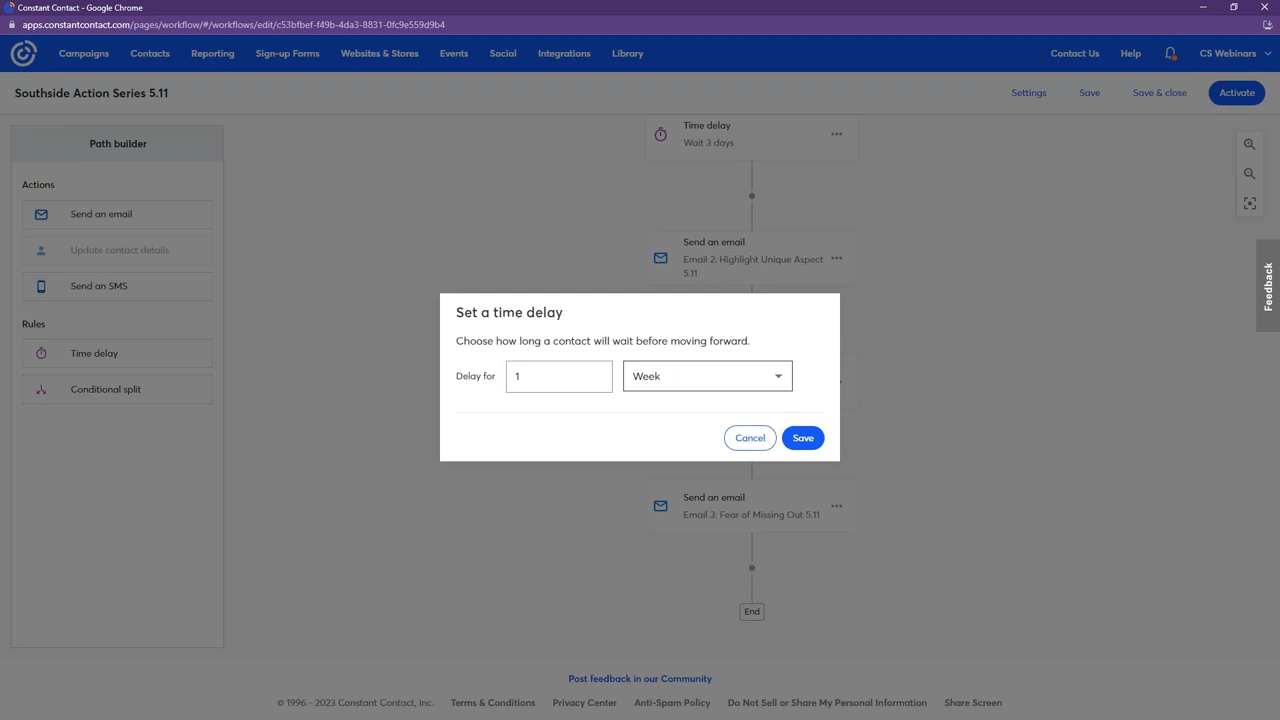 Constant Contact - Google Chrome
apps.constantcontact.com/pages/workflow/#/workflows/edit/c53bfbef-f49b-4da3-8831-0fc9e559d9b4
Campaigns Contacts Reporting Sign-up Forms Websites & Stores Events Social Integrations Library Contact Us Help CS Webinars
Southside Action Series 5.11 Settings Save Save & close Activate
Path builder
Actions
Send an email
Update contact details
Send an SMS
Rules
Time delay
Conditional split
Time delay
Wait 3 days
Send an email
Email 2: Highlight Unique Aspect
5.11
Set a time delay
Choose how long a contact will wait before moving forward.
Delay for 1 Week
Cancel Save
Send an email
Email 3: Fear of Missing Out 5.11
End
Feedback
Post feedback in our Community
© 1996 - 2023 Constant Contact, Inc. Terms & Conditions Privacy Center Anti-Spam Policy Do Not Sell or Share My Personal Information Share Screen